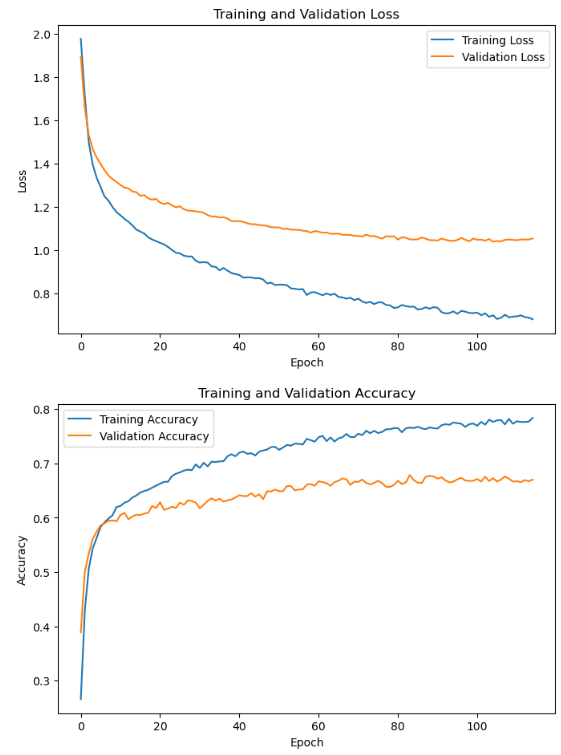 Training and Validation Loss
2.0
1.8
1.6
1.4
1.2
1.0
0.8
Loss
Training Loss
Validation Loss
0 20 40 60 80 100
Epoch
Training and Validation Accuracy
0.8
0.7
0.6
0.5
0.4
0.3
Accuracy
Training Accuracy
Validation Accuracy
0 20 40 60 80 100
Epoch